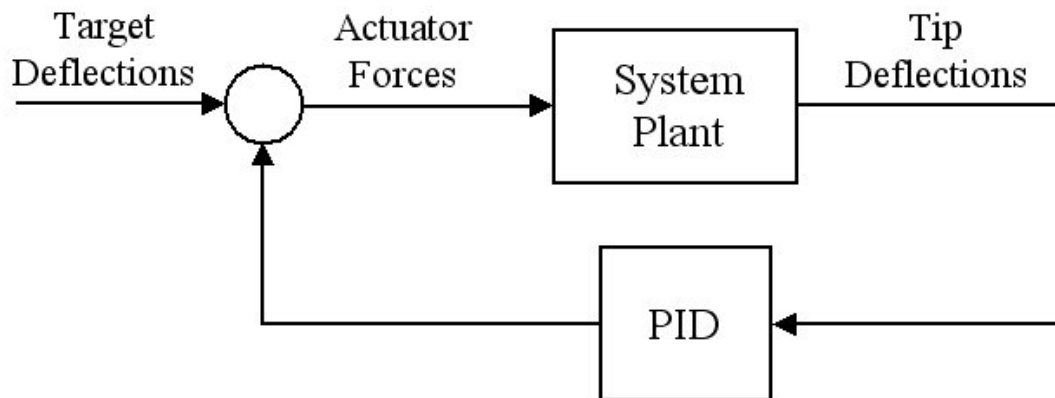 Target
Deflections
Actuator
Forces
System
Plant
Tip
Deflections
PID